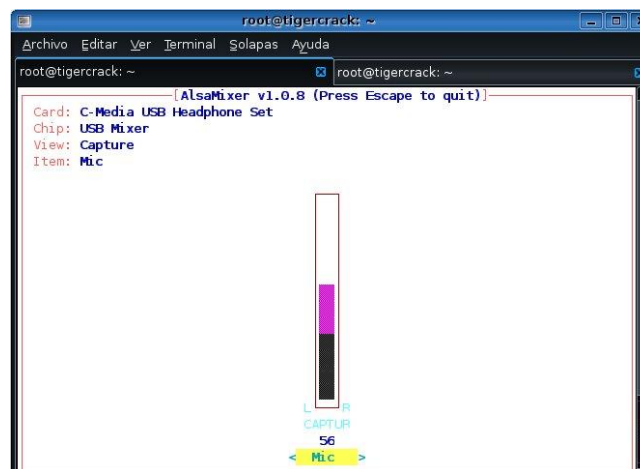 root@tigercrack: ~
Archivo Editar Ver Terminal Solapas Ayuda
root@tigercrack: ~ root@tigercrack: ~
[AlsaMixer v1.0.8 (Press Escape to quit)]
Card: C-Media USB Headphone Set
Chip: USB Mixer
View: Capture
Item: Mic
L R
CAPTUR
56
< Mic >